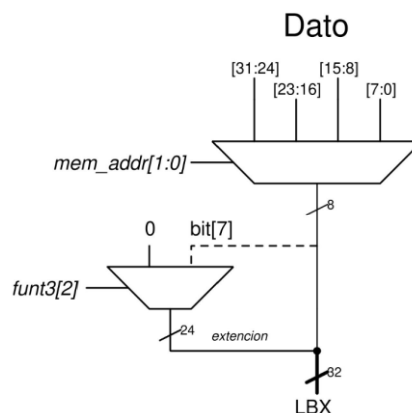 Dato
[31:24] [15:8]
[23:16] [7:0]
mem_addr[1:0]
8
0 bit[7]
funt3[2]
24
extencion
32
LBX